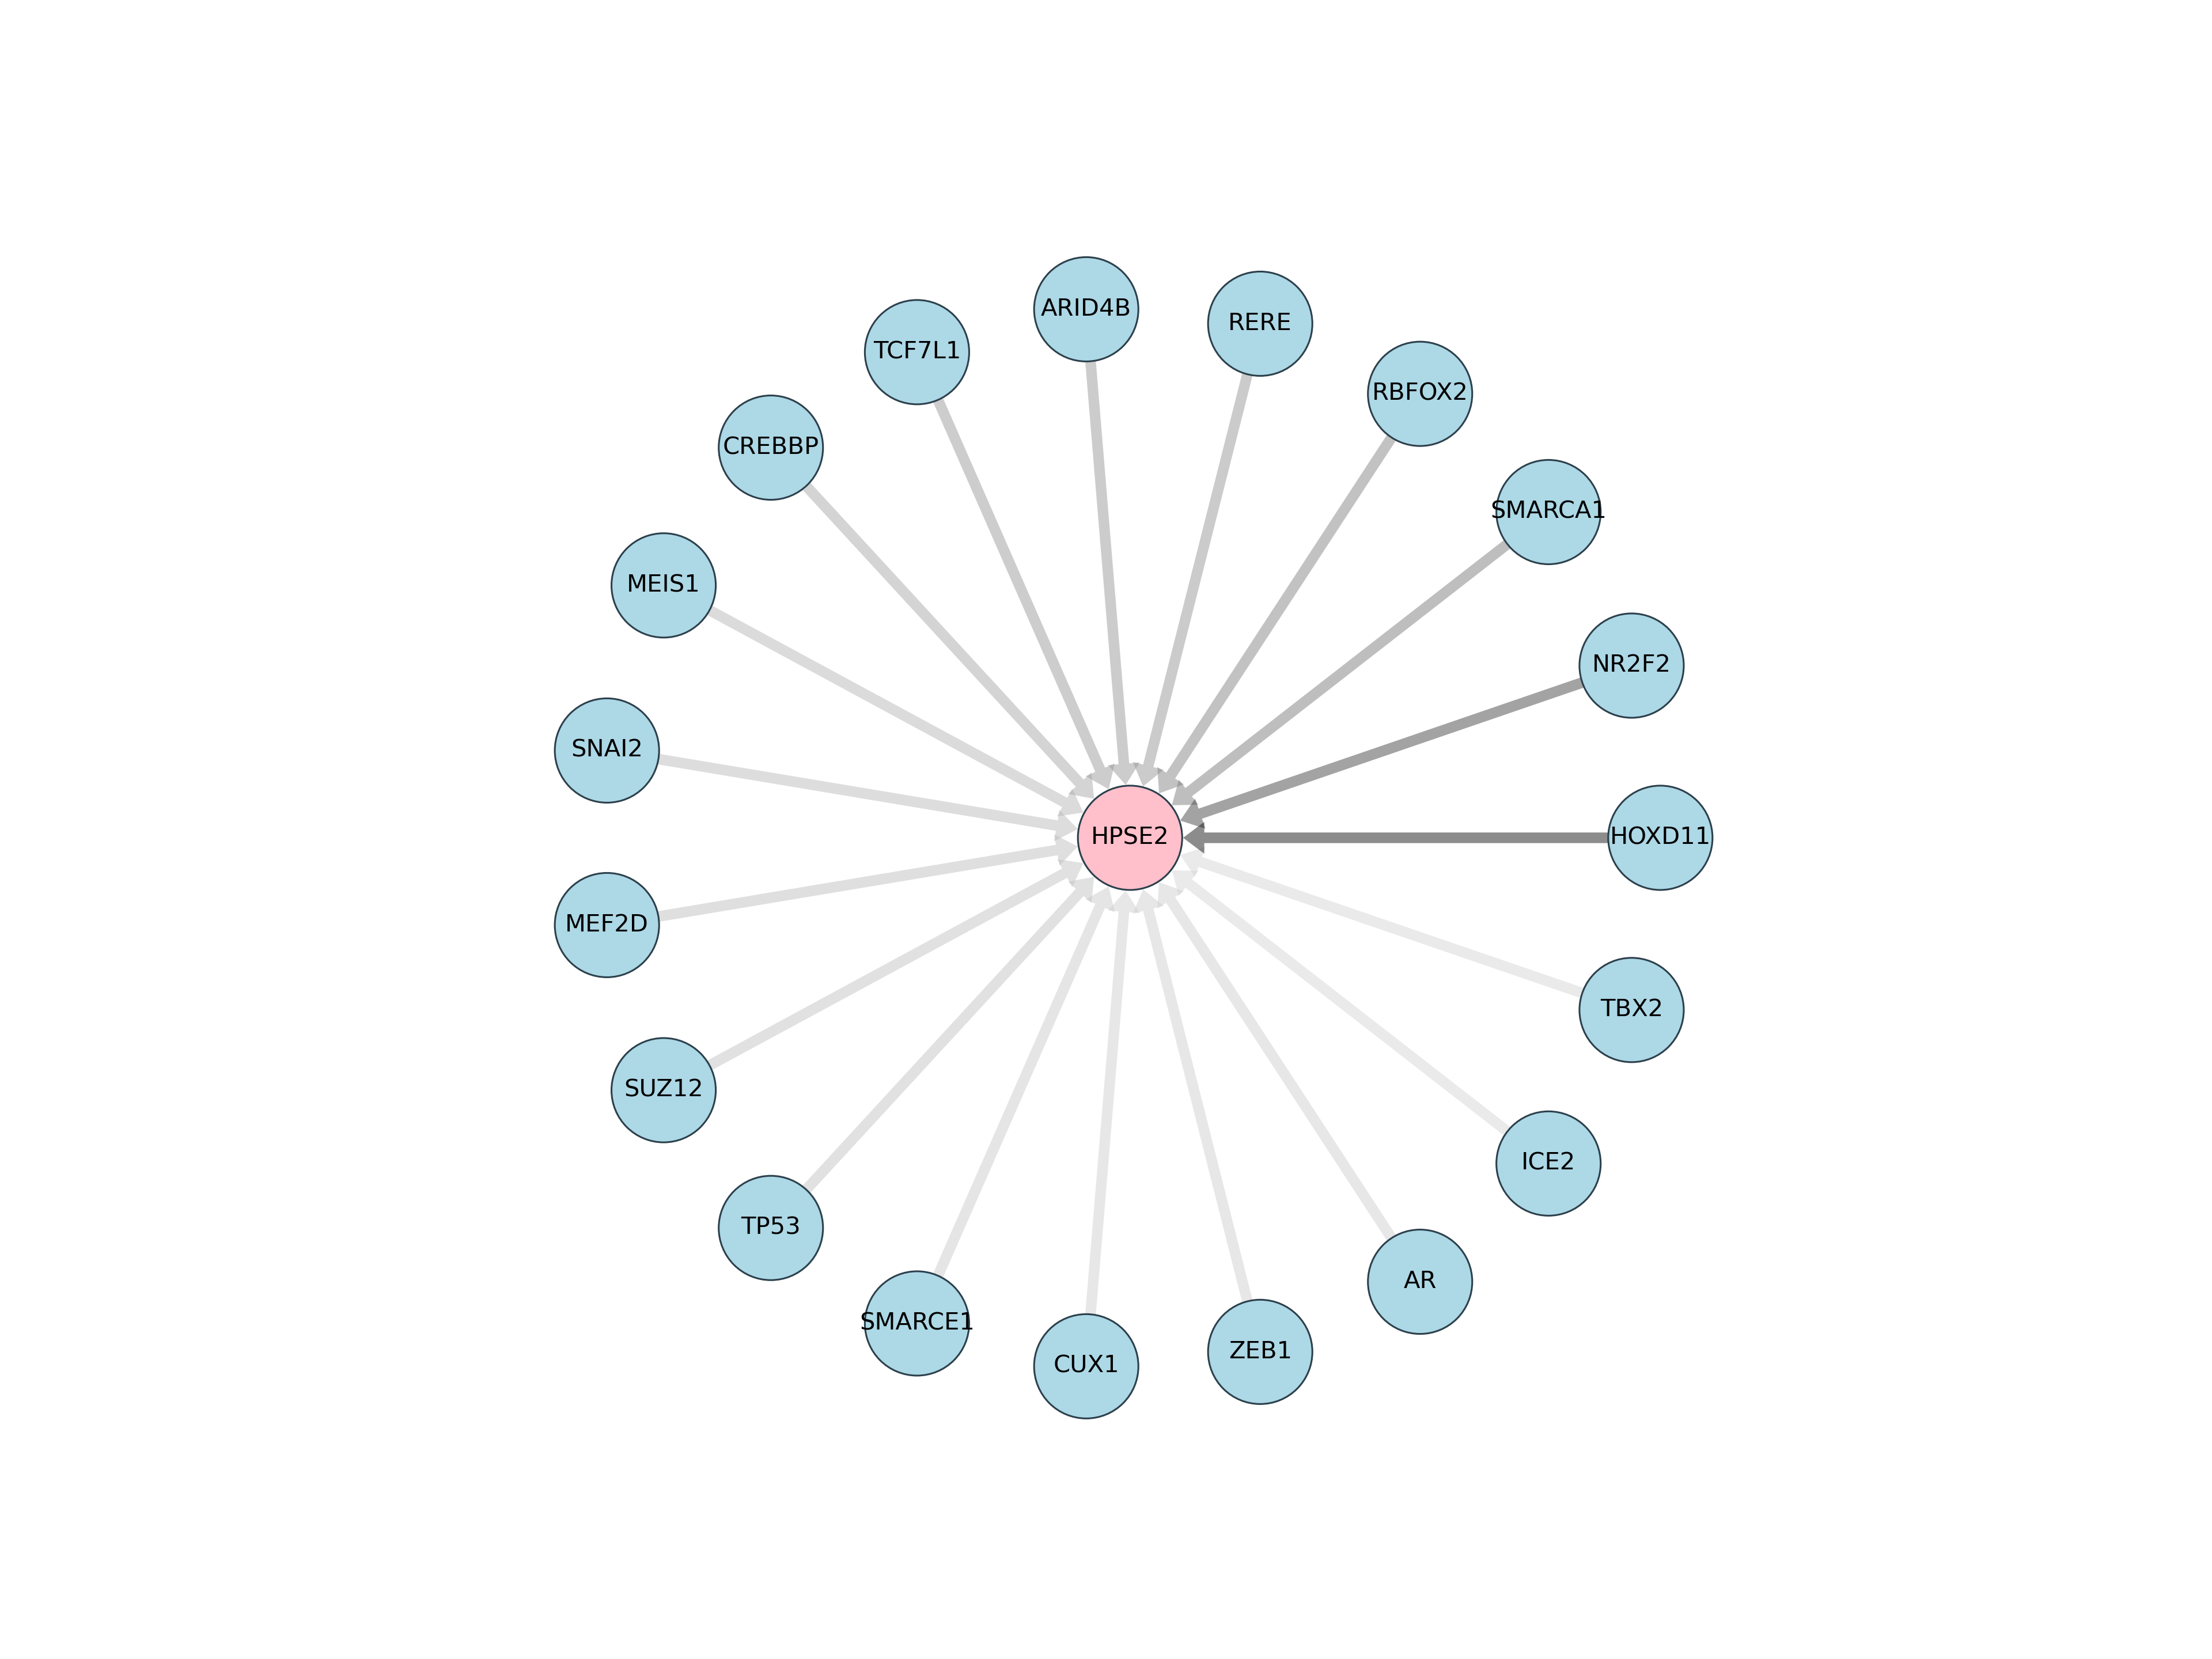 ARID4B
RERE
TCF7L1
RBFOX2
CREBBP
SMARCA1
MEIS1
NR2F2
SNAI2
HPSE2
HOXD11
MEF2D
TBX2
SUZ12
ICE2
TP53
AR
SMARCE1
ZEB1
CUX1